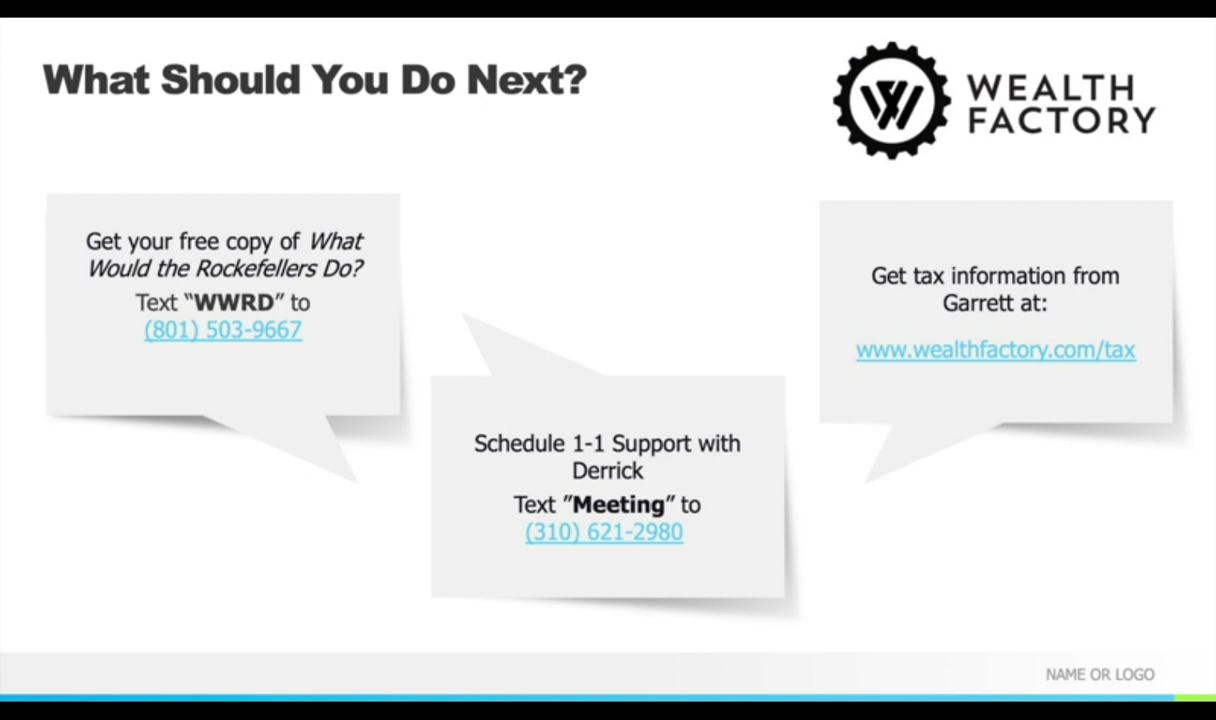 What Should You Do Next?
WEALTH
FACTORY
Get your free copy of What
Would the Rockefellers Do?
Text “WWRD” to
(801) 503-9667
Schedule 1-1 Support with
Derrick
Text ”Meeting” to
(310) 621-2980
Get tax information from
Garrett at:
www.wealthfactory.com/tax
NAME OR LOGO